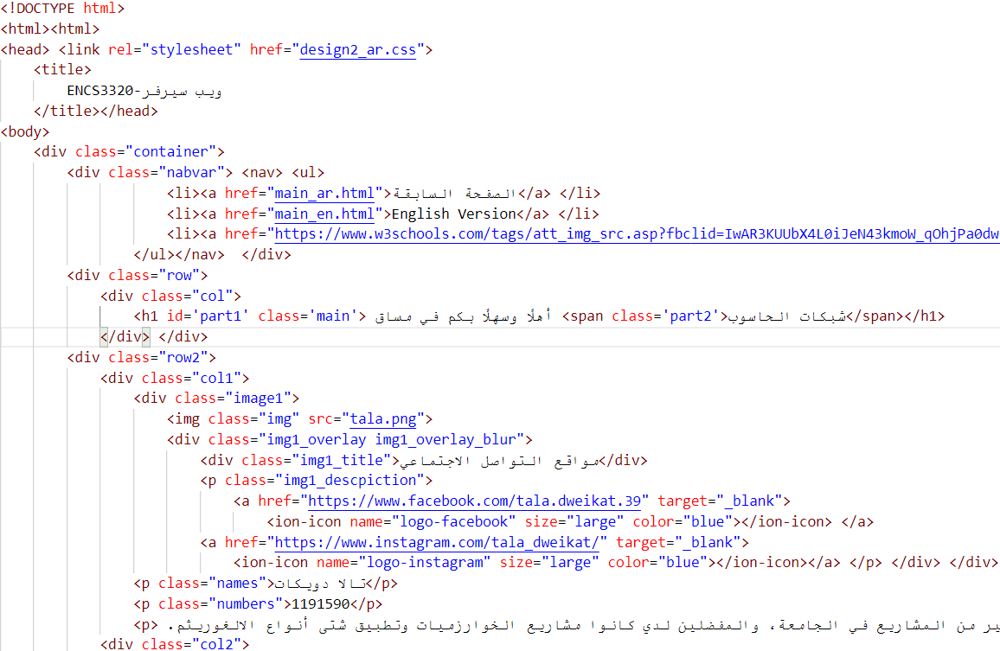 <!DOCTYPE html>
<html><html>
<head> <link rel="stylesheet" href="design2_ar.css">
<title>
ENCS3320-ويب سيرفر
</title></head>
<body>
<div class="container">
<div class="nabvar"> <nav> <ul>
<li><a href="main_ar.html">الصفحة السابقة</a> </li>
<li><a href="main_en.html">English Version</a> </li>
<li><a href="https://www.w3schools.com/tags/att_img_src.asp?fbclid=IwAR3KUUbX4L0iJeN43kmoW_qOhjPa0dw
</ul></nav>  </div>
<div class="row">
<div class="col">
<h1 id='part1' class='main'> أهلًا وسهلًا بكم في مساق <span class='part2'>شبكات الحاسوب</span></h1>
</div> </div>
<div class="row2">
<div class="col1">
<div class="image1">
<img class="img" src="tala.png">
<div class="img1_overlay img1_overlay_blur">
<div class="img1_title">مواقع التواصل الاجتماعي</div>
<p class="img1_descpiction">
<a href="https://www.facebook.com/tala.dweikat.39" target="_blank">
<ion-icon name="logo-facebook" size="large" color="blue"></ion-icon> </a>
<a href="https://www.instagram.com/tala_dweikat/" target="_blank">
<ion-icon name="logo-instagram" size="large" color="blue"></ion-icon></a> </p> </div> </div>
<p class="names">تالا دويكات</p>
<p class="numbers">1191590</p>
<p> ير من المشاريع في الجامعة، والمفضلين لدي كانوا مشاريع الخوارزميات وتطبيق شتى أنواع الالغوريثم.
<div class="col2">